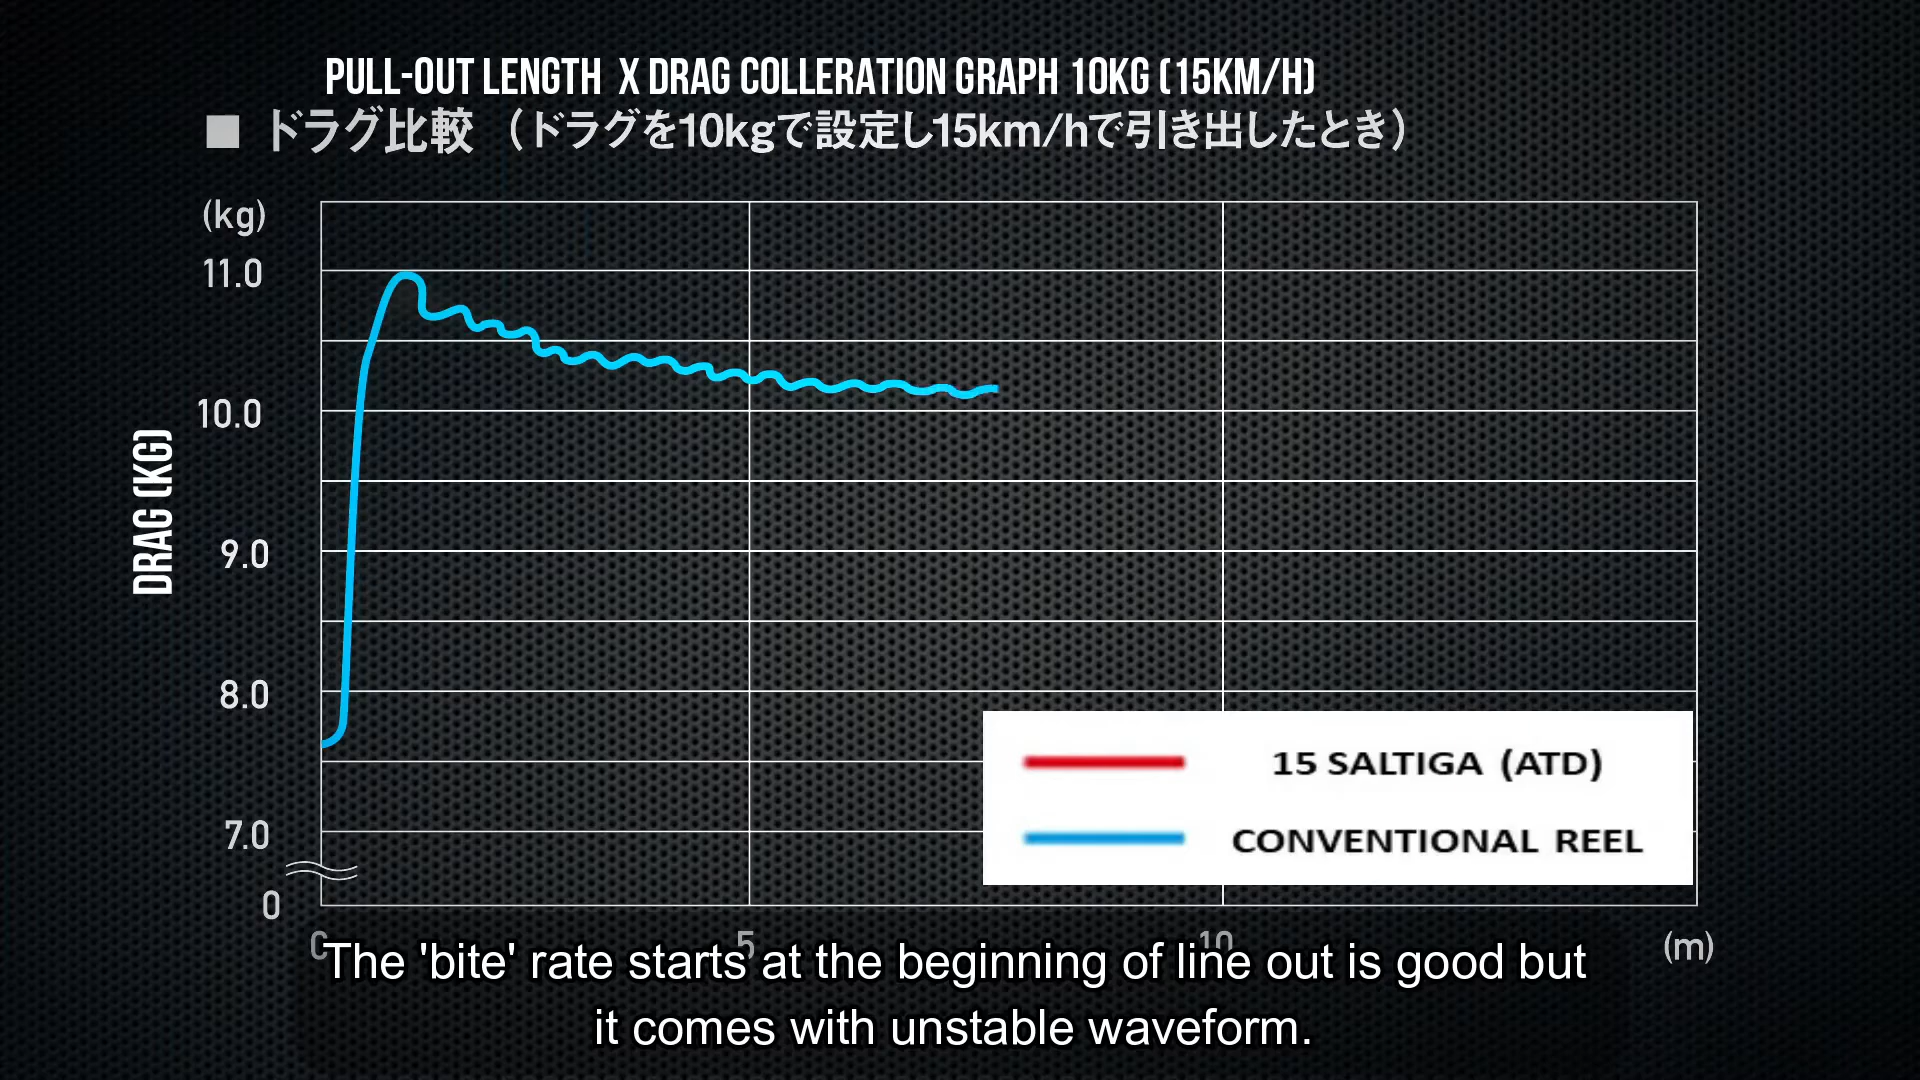 PULL-OUT LENGTH X DRAG COLLERATION GRAPH 10KG (15KM/H)
■ ドラグ比較 （ドラグを10kgで設定し15km/hで引き出したとき）
(kg)
11.0
10.0
9.0
8.0
7.0
0
DRAG (KG)
15 SALTIGA (ATD)
CONVENTIONAL REEL
0 5 10 (m)
The 'bite' rate starts at the beginning of line out is good but
it comes with unstable waveform.